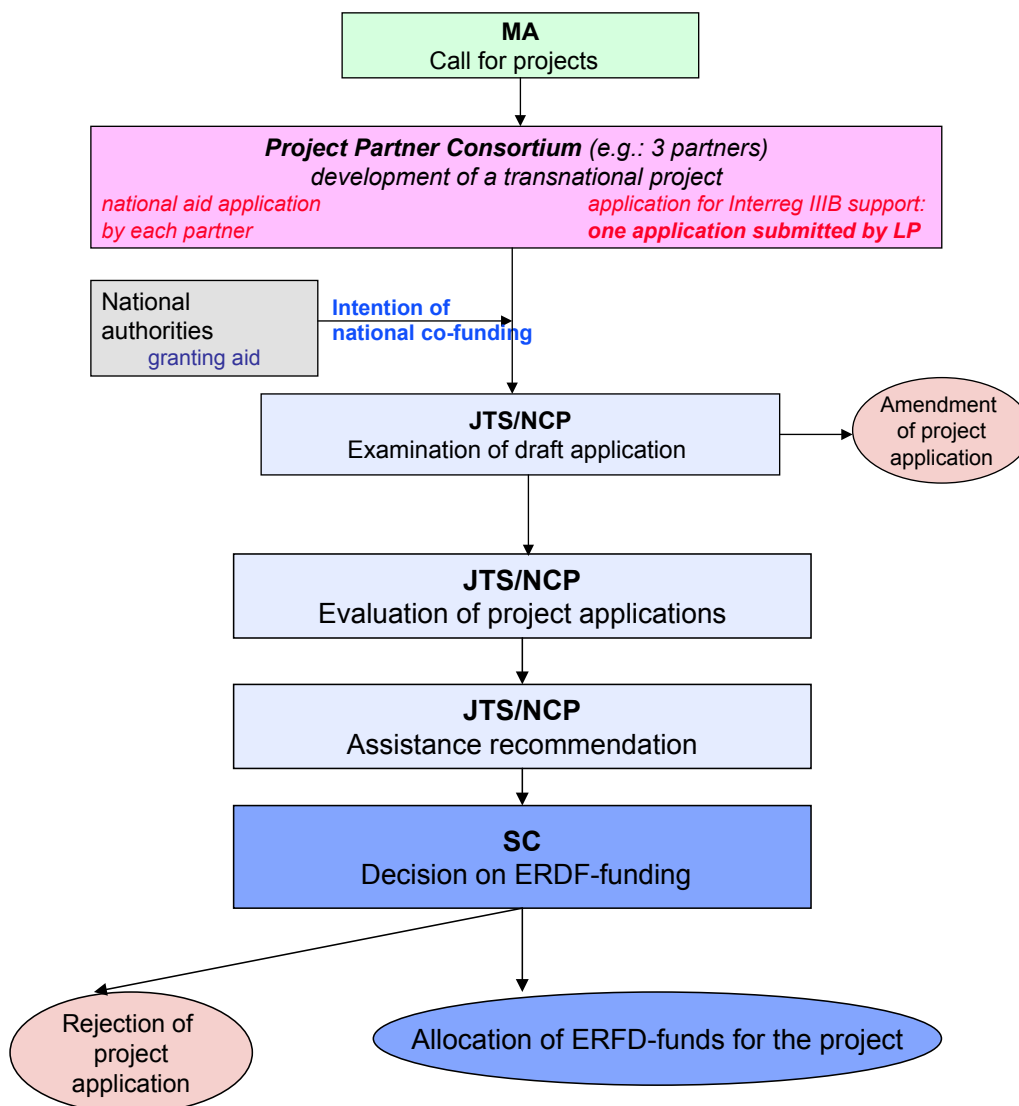 MA
Call for projects
Project Partner Consortium (e.g.: 3 partners)
development of a transnational project
national aid application
by each partner
application for Interreg IIIB support:
one application submitted by LP
National
authorities
granting aid
Intention of
national co-funding
JTS/NCP
Examination of draft application
Amendment
of project
application
JTS/NCP
Evaluation of project applications
JTS/NCP
Assistance recommendation
SC
Decision on ERDF-funding
Rejection of
project
application
Allocation of ERFD-funds for the project